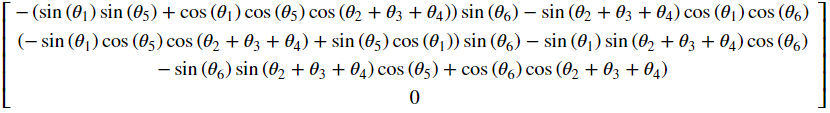 − (sin (θ₁) sin (θ₅) + cos (θ₁) cos (θ₅) cos (θ₂ + θ₃ + θ₄)) sin (θ₆) − sin (θ₂ + θ₃ + θ₄) cos (θ₁) cos (θ₆)
(− sin (θ₁) cos (θ₅) cos (θ₂ + θ₃ + θ₄) + sin (θ₅) cos (θ₁)) sin (θ₆) − sin (θ₁) sin (θ₂ + θ₃ + θ₄) cos (θ₆)
− sin (θ₆) sin (θ₂ + θ₃ + θ₄) cos (θ₅) + cos (θ₆) cos (θ₂ + θ₃ + θ₄)
0